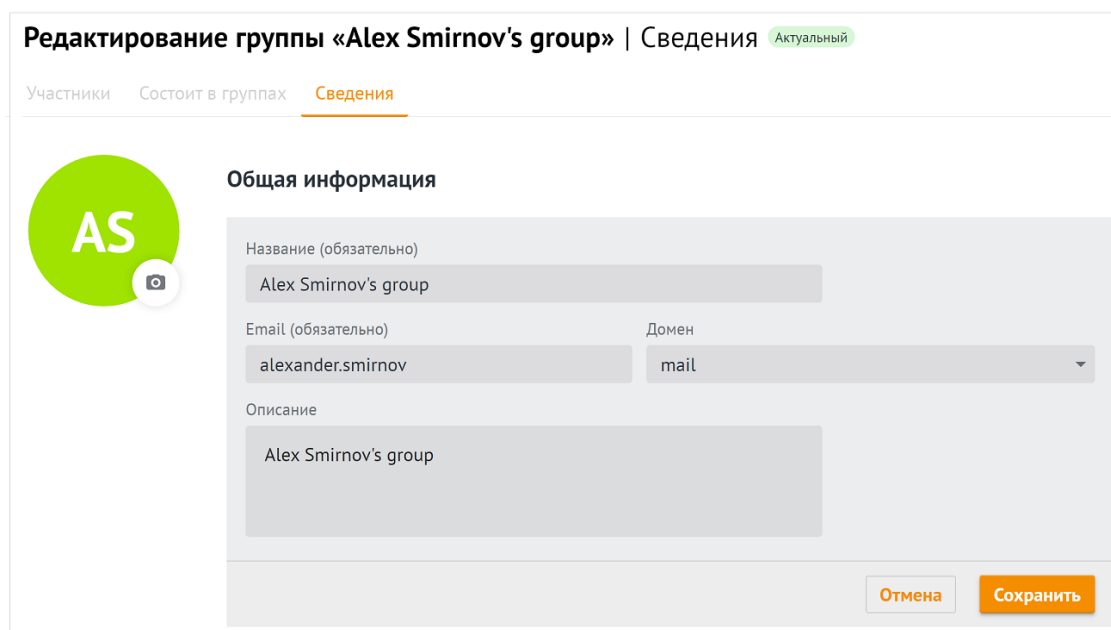 Редактирование группы «Alex Smirnov's group» | Сведения Актуальный
Участники Состоит в группах Сведения
AS
Общая информация
Название (обязательно)
Alex Smirnov's group
Email (обязательно) Домен
alexander.smirnov mail
Описание
Alex Smirnov's group
Отмена Сохранить